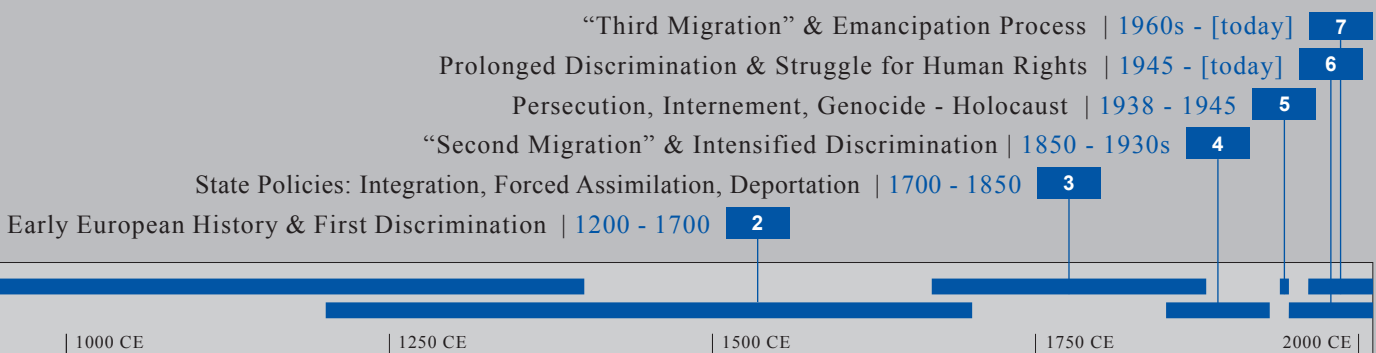 “Third Migration” & Emancipation Process | 1960s - [today] 7
Prolonged Discrimination & Struggle for Human Rights | 1945 - [today] 6
Persecution, Internement, Genocide - Holocaust | 1938 - 1945 5
“Second Migration” & Intensified Discrimination | 1850 - 1930s 4
State Policies: Integration, Forced Assimilation, Deportation | 1700 - 1850 3
Early European History & First Discrimination | 1200 - 1700 2
| 1000 CE | 1250 CE | 1500 CE | 1750 CE 2000 CE |